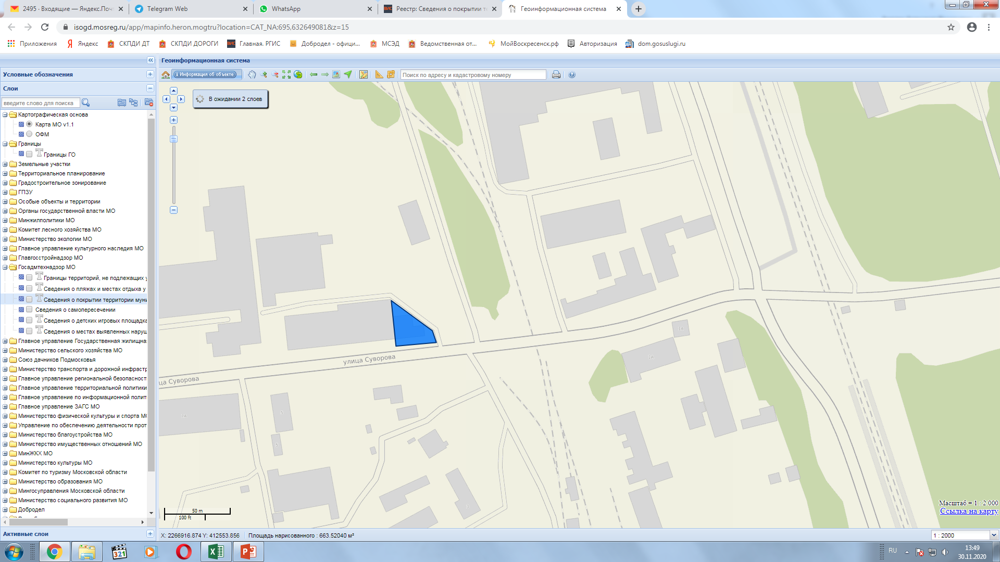 2495 · Входящие — Яндекс.Поч
Telegram Web
WhatsApp
Реестр: Сведения о покрытии т
Геоинформационная система
isogd.mosreg.ru/app/mapinfo.heron.mogtru?location=CAT_NA:695,632649081&z=15
Приложения
Яндекс
СКПДИ ДТ
СКПДИ ДОРОГИ
Главная. РГИС
Добродел - офици...
МСЭД
Ведомственная от...
МойВоскресенск.рф
Авторизация
dom.gosuslugi.ru
Геоинформационная система
Условные обозначения
Информация об объекте
Поиск по адресу и кадастровому номеру
Слои
введите слово для поиска
В ожидании 2 слоев
Картографическая основа
Карта МО v1.1
ОФМ
Границы
Границы ГО
Земельные участки
Территориальное планирование
Градостроительное зонирование
ГПЗУ
Особые объекты и территории
Органы государственной власти МО
Минжилполитики МО
Комитет лесного хозяйства МО
Министерство экологии МО
Главное управление культурного наследия МО
Главгосстройнадзор МО
Госадмтехнадзор МО
Границы территорий, не подлежащих у
Сведения о пляжах и местах отдыха у
Сведения о покрытии территории муни
Сведения о самопересечении
Сведения о детских игровых площадка
Сведения о местах выявленных наруш
Главное управление Государственная жилищна
Министерство сельского хозяйства МО
Союз дачников Подмосковья
Министерство транспорта и дорожной инфрастр
Главное управление региональной безопасност
Главное управление территориальной политики
Главное управление по информационной полит
Главное управление ЗАГС МО
Министерство физической культуры и спорта МО
Управление по обеспечению деятельности прот
Министерство благоустройства МО
Министерство имущественных отношений МО
МинЖКХ МО
Министерство культуры МО
Комитет по туризму Московской области
Министерство образования МО
Мингосуправления Московской области
Министерство социального развития МО
Добродел
Активные слои
улица Суворова
ца Суворова
1А
5
5
3
50 m
100 ft
Масштаб = 1 : 2 000
Ссылка на карту
X: 2266916.874 Y: 412553.856
Площадь нарисованного : 663.52040 м²
1 : 2000
321
RU
13:49
30.11.2020